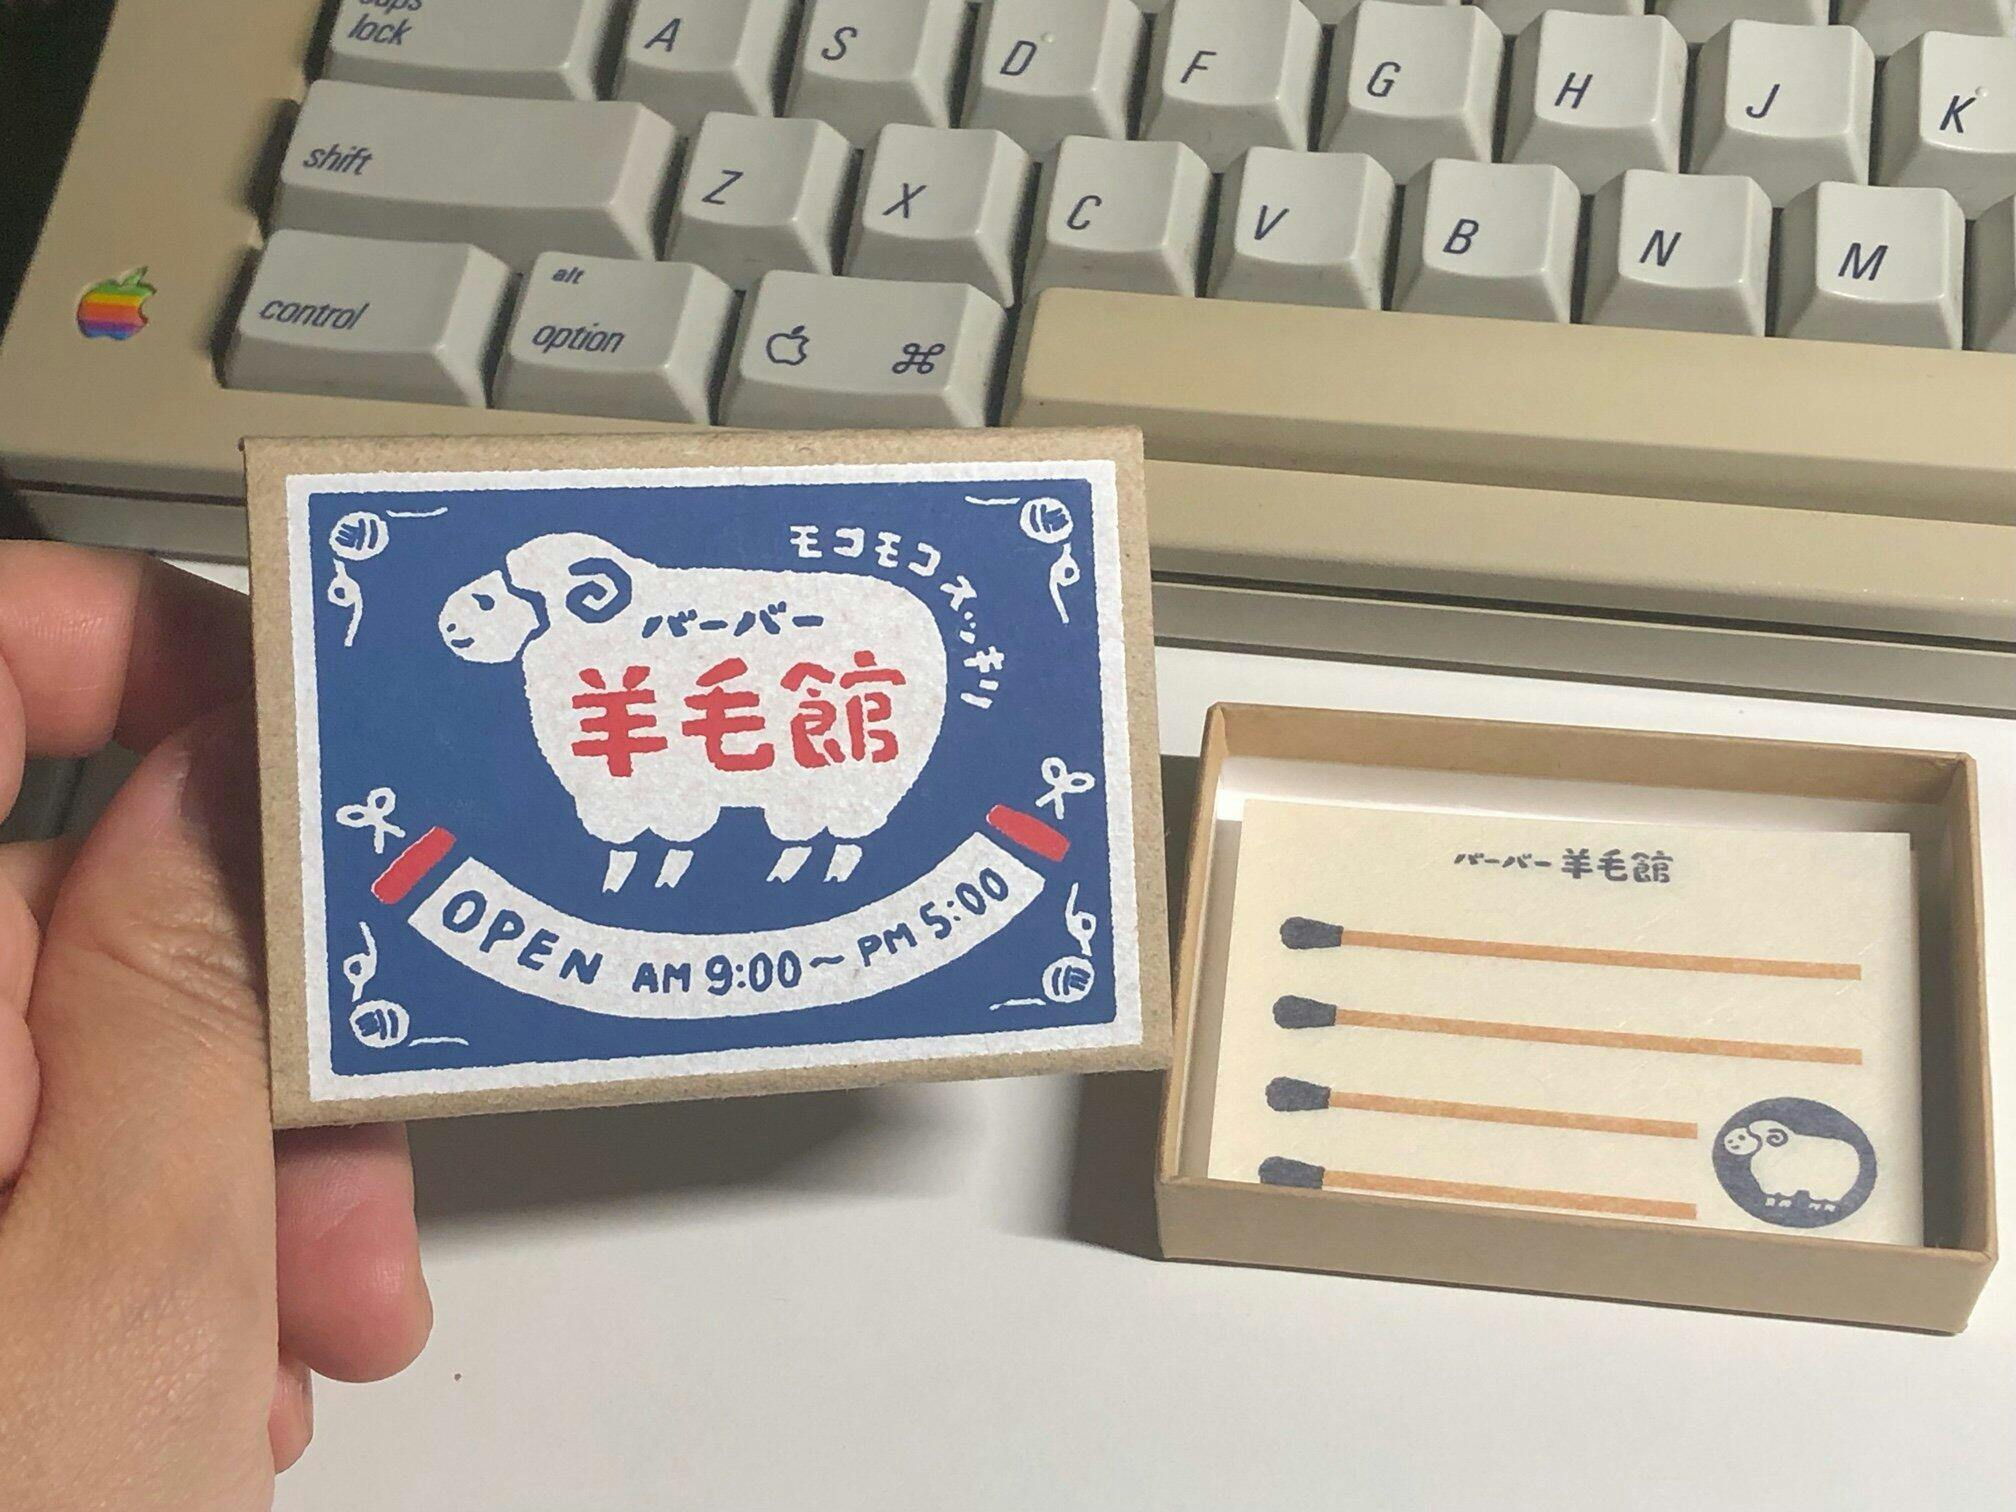 caps
lock
A
S
D
F
G
H
J
K
shift
Z
X
C
V
B
N
M
control
alt
option
⌘
モコモコスッキリ
バーバー
羊毛館
OPEN AM 9:00~PM 5:00
バーバー羊毛館